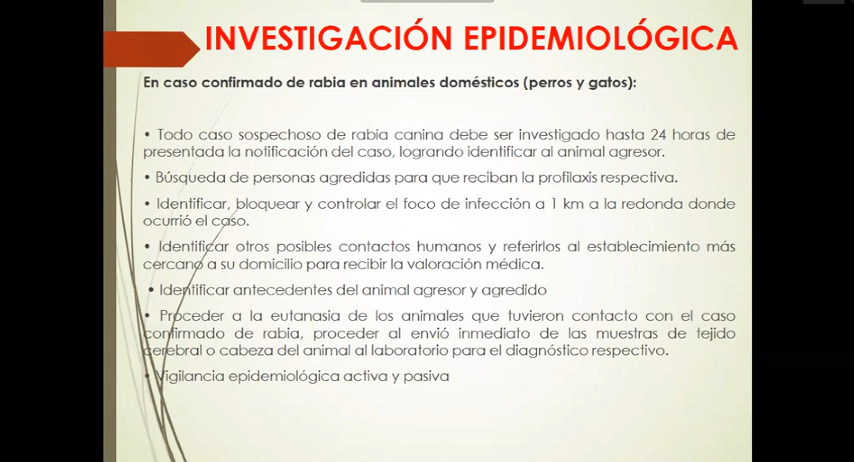 INVESTIGACIÓN EPIDEMIOLÓGICA
En caso confirmado de rabia en animales domésticos (perros y gatos):
• Todo caso sospechoso de rabia canina debe ser investigado hasta 24 horas de
presentada la notificación del caso, logrando identificar al animal agresor.
• Búsqueda de personas agredidas para que reciban la profilaxis respectiva.
• Identificar, bloquear y controlar el foco de infección a 1 km a la redonda donde
ocurrió el caso.
• Identificar otros posibles contactos humanos y referirlos al establecimiento más
cercano a su domicilio para recibir la valoración médica.
• Identificar antecedentes del animal agresor y agredido
• Proceder a la eutanasia de los animales que tuvieron contacto con el caso
confirmado de rabia, proceder al envió inmediato de las muestras de tejido
cerebral o cabeza del animal al laboratorio para el diagnóstico respectivo.
• Vigilancia epidemiológica activa y pasiva